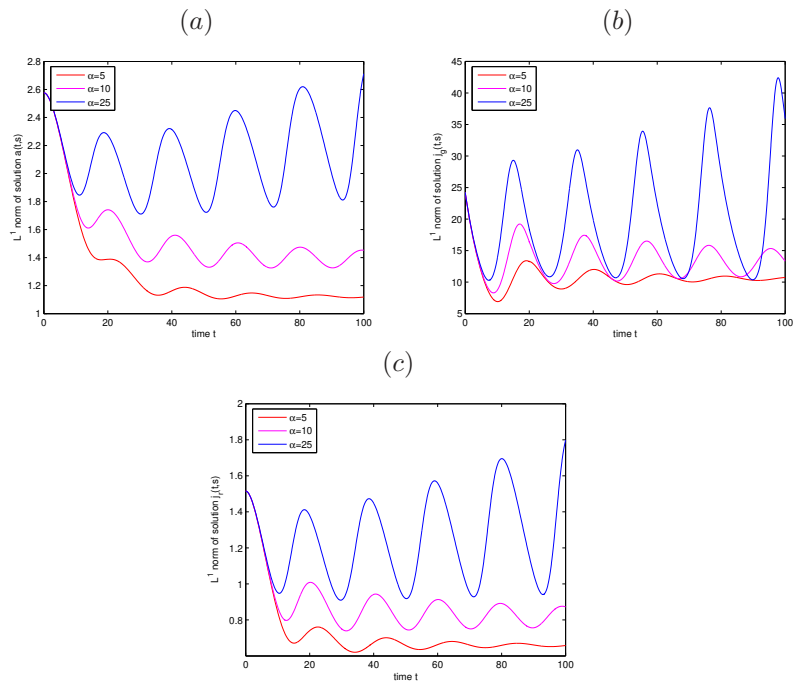 (a)
2.8
2.6
2.4
2.2
2
1.8
1.6
1.4
1.2
1
0 20 40 60 80 100
time t
L¹ norm of solution a(t,s)
α=5
α=10
α=25
(b)
45
40
35
30
25
20
15
10
5
0 20 40 60 80 100
time t
L¹ norm of solution j_g(t,s)
α=5
α=10
α=25
(c)
2
1.8
1.6
1.4
1.2
1
0.8
0 20 40 60 80 100
time t
L¹ norm of solution j_r(t,s)
α=5
α=10
α=25